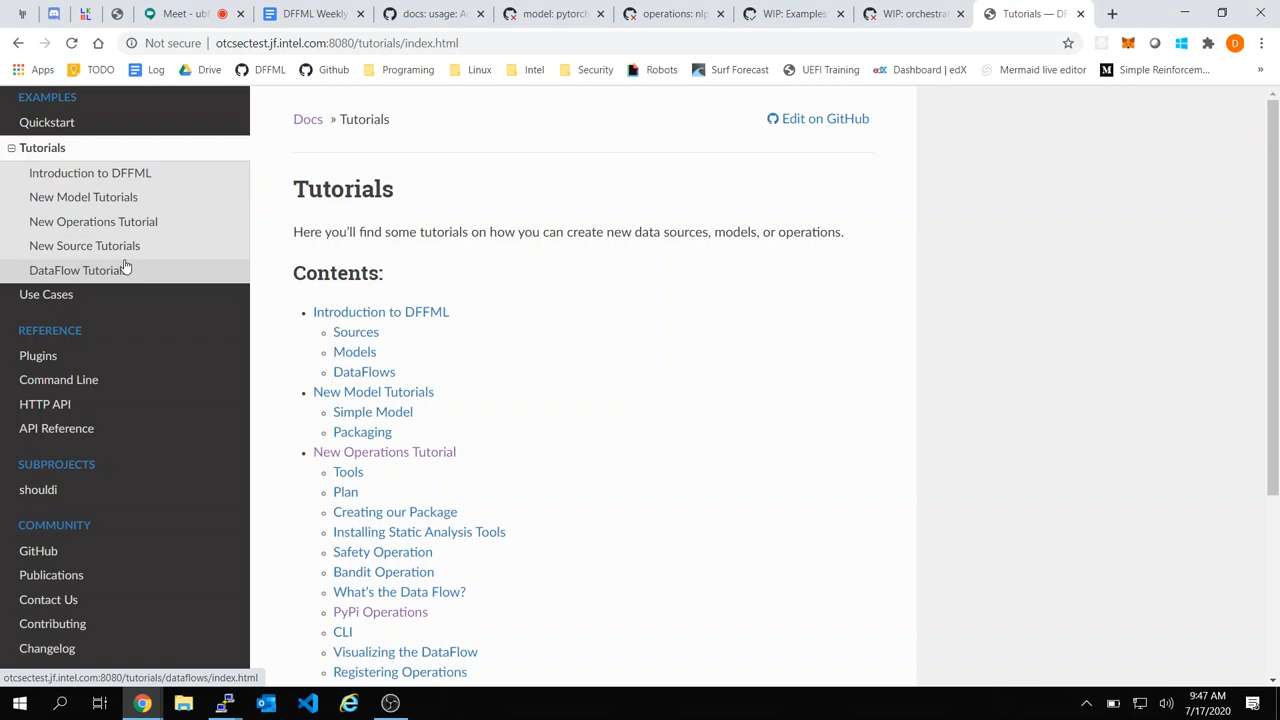 Meet - ubf
DFFML Weekly
docs: usage: Ac
model: pytorch
operations: nlp
WIP: Examples:
WIP: orchestrat
Tutorials — DF
Not secure | otcsectest.jf.intel.com:8080/tutorials/index.html
D
Apps
TODO
Log
Drive
DFFML
Github
Programing
Linux
Intel
Security
Robots
Surf Forecast
UEFI Training
edX Dashboard | edX
Mermaid live editor
M Simple Reinforcem...
»
EXAMPLES
Quickstart
Tutorials
Introduction to DFFML
New Model Tutorials
New Operations Tutorial
New Source Tutorials
DataFlow Tutorials
Use Cases
REFERENCE
Plugins
Command Line
HTTP API
API Reference
SUBPROJECTS
shouldi
COMMUNITY
GitHub
Publications
Contact Us
Contributing
Changelog
otcsectest.jf.intel.com:8080/tutorials/dataflows/index.html
Docs » Tutorials
Edit on GitHub
Tutorials
Here you’ll find some tutorials on how you can create new data sources, models, or operations.
Contents:
Introduction to DFFML
Sources
Models
DataFlows
New Model Tutorials
Simple Model
Packaging
New Operations Tutorial
Tools
Plan
Creating our Package
Installing Static Analysis Tools
Safety Operation
Bandit Operation
What’s the Data Flow?
PyPi Operations
CLI
Visualizing the DataFlow
Registering Operations
9:47 AM
7/17/2020